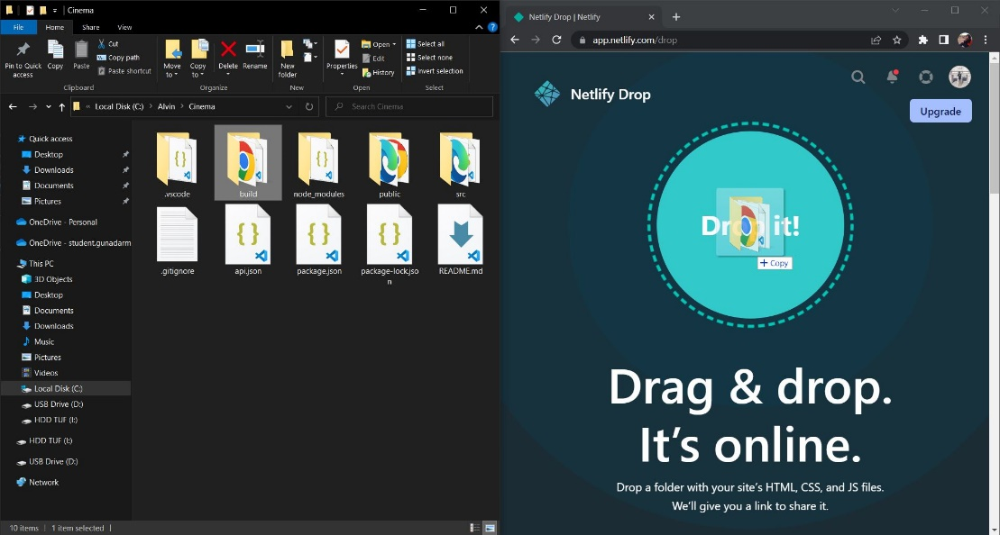 Cinema
File Home Share View
Pin to Quick access
Copy
Paste
Cut
Copy path
Paste shortcut
Clipboard
Move to
Copy to
Delete
Rename
Organize
New folder
New
Properties
Open
Edit
History
Open
Select all
Select none
Invert selection
Select
« Local Disk (C:) > Alvin > Cinema
Search Cinema
Quick access
Desktop
Downloads
Documents
Pictures
OneDrive - Personal
OneDrive - student.gunadarm
This PC
3D Objects
Desktop
Documents
Downloads
Music
Pictures
Videos
Local Disk (C:)
USB Drive (D:)
HDD TUF (I:)
HDD TUF (I:)
USB Drive (D:)
Network
.vscode
build
node_modules
public
src
.gitignore
api.json
package.json
package-lock.jso
n
README.md
10 items 1 item selected
Netlify Drop | Netlify
app.netlify.com/drop
Netlify Drop
Upgrade
Drop it!
+ Copy
Drag & drop.
It's online.
Drop a folder with your site's HTML, CSS, and JS files.
We'll give you a link to share it.